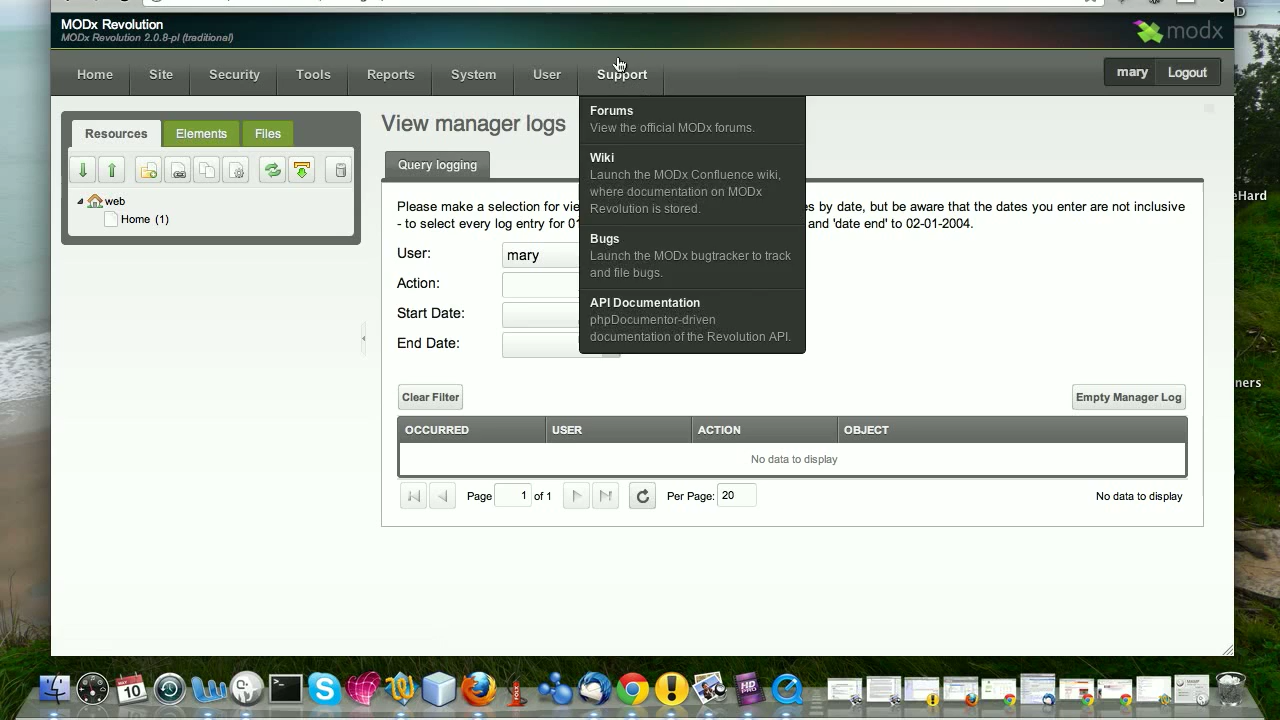 MODx Revolution
MODx Revolution 2.0.8-pl (traditional)
modx
Home Site Security Tools Reports System User Support
mary Logout
Resources Elements Files
web
Home (1)
View manager logs
Query logging
Forums
View the official MODx forums.
Wiki
Launch the MODx Confluence wiki,
where documentation on MODx
Revolution is stored.
Bugs
Launch the MODx bugtracker to track
and file bugs.
API Documentation
phpDocumentor-driven
documentation of the Revolution API.
Please make a selection for es by date, but be aware that the dates you enter are not inclusive
- to select every log entry for and 'date end' to 02-01-2004.
User: mary
Action:
Start Date:
End Date:
Clear Filter Empty Manager Log
OCCURRED USER ACTION OBJECT
No data to display
Page 1 of 1 Per Page: 20 No data to display
eHard
ners
10
HD
PRO